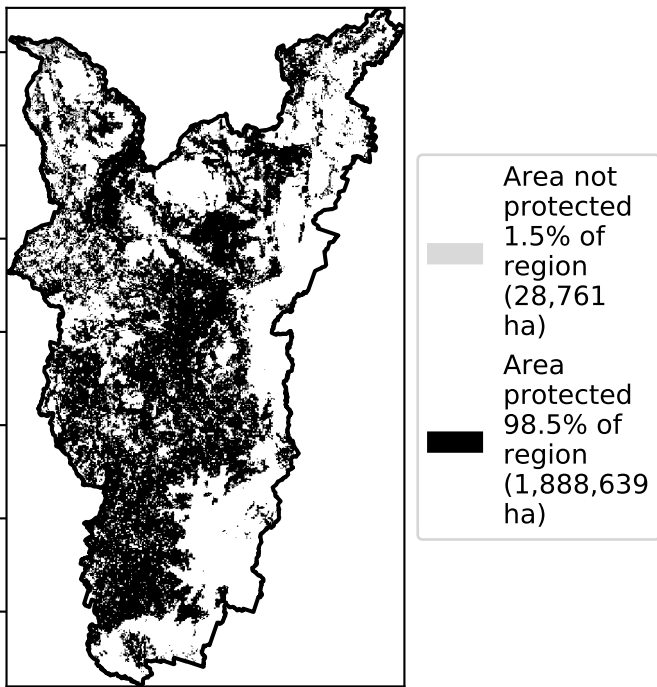 Area not
protected
1.5% of
region
(28,761
ha)
Area
protected
98.5% of
region
(1,888,639
ha)